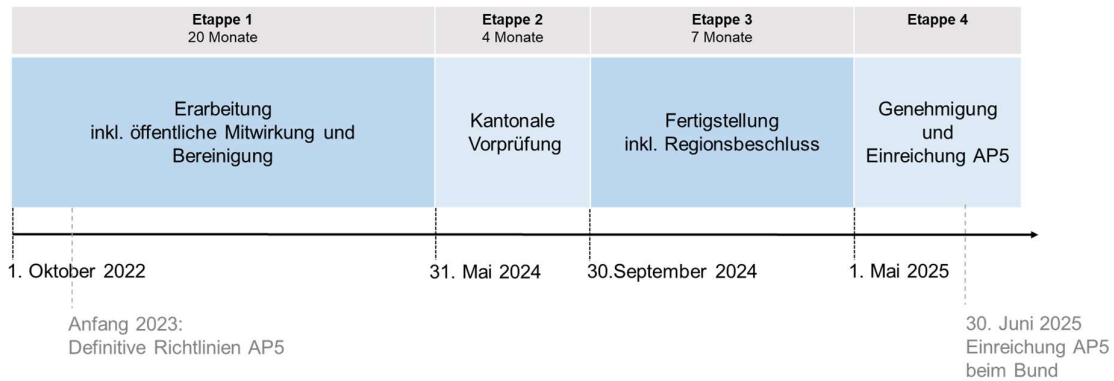 Etappe 1
20 Monate
Etappe 2
4 Monate
Etappe 3
7 Monate
Etappe 4
Erarbeitung
inkl. öffentliche Mitwirkung und
Bereinigung
Kantonale
Vorprüfung
Fertigstellung
inkl. Regionsbeschluss
Genehmigung
und
Einreichung AP5
1. Oktober 2022
31. Mai 2024
30.September 2024
1. Mai 2025
Anfang 2023:
Definitive Richtlinien AP5
30. Juni 2025
Einreichung AP5
beim Bund